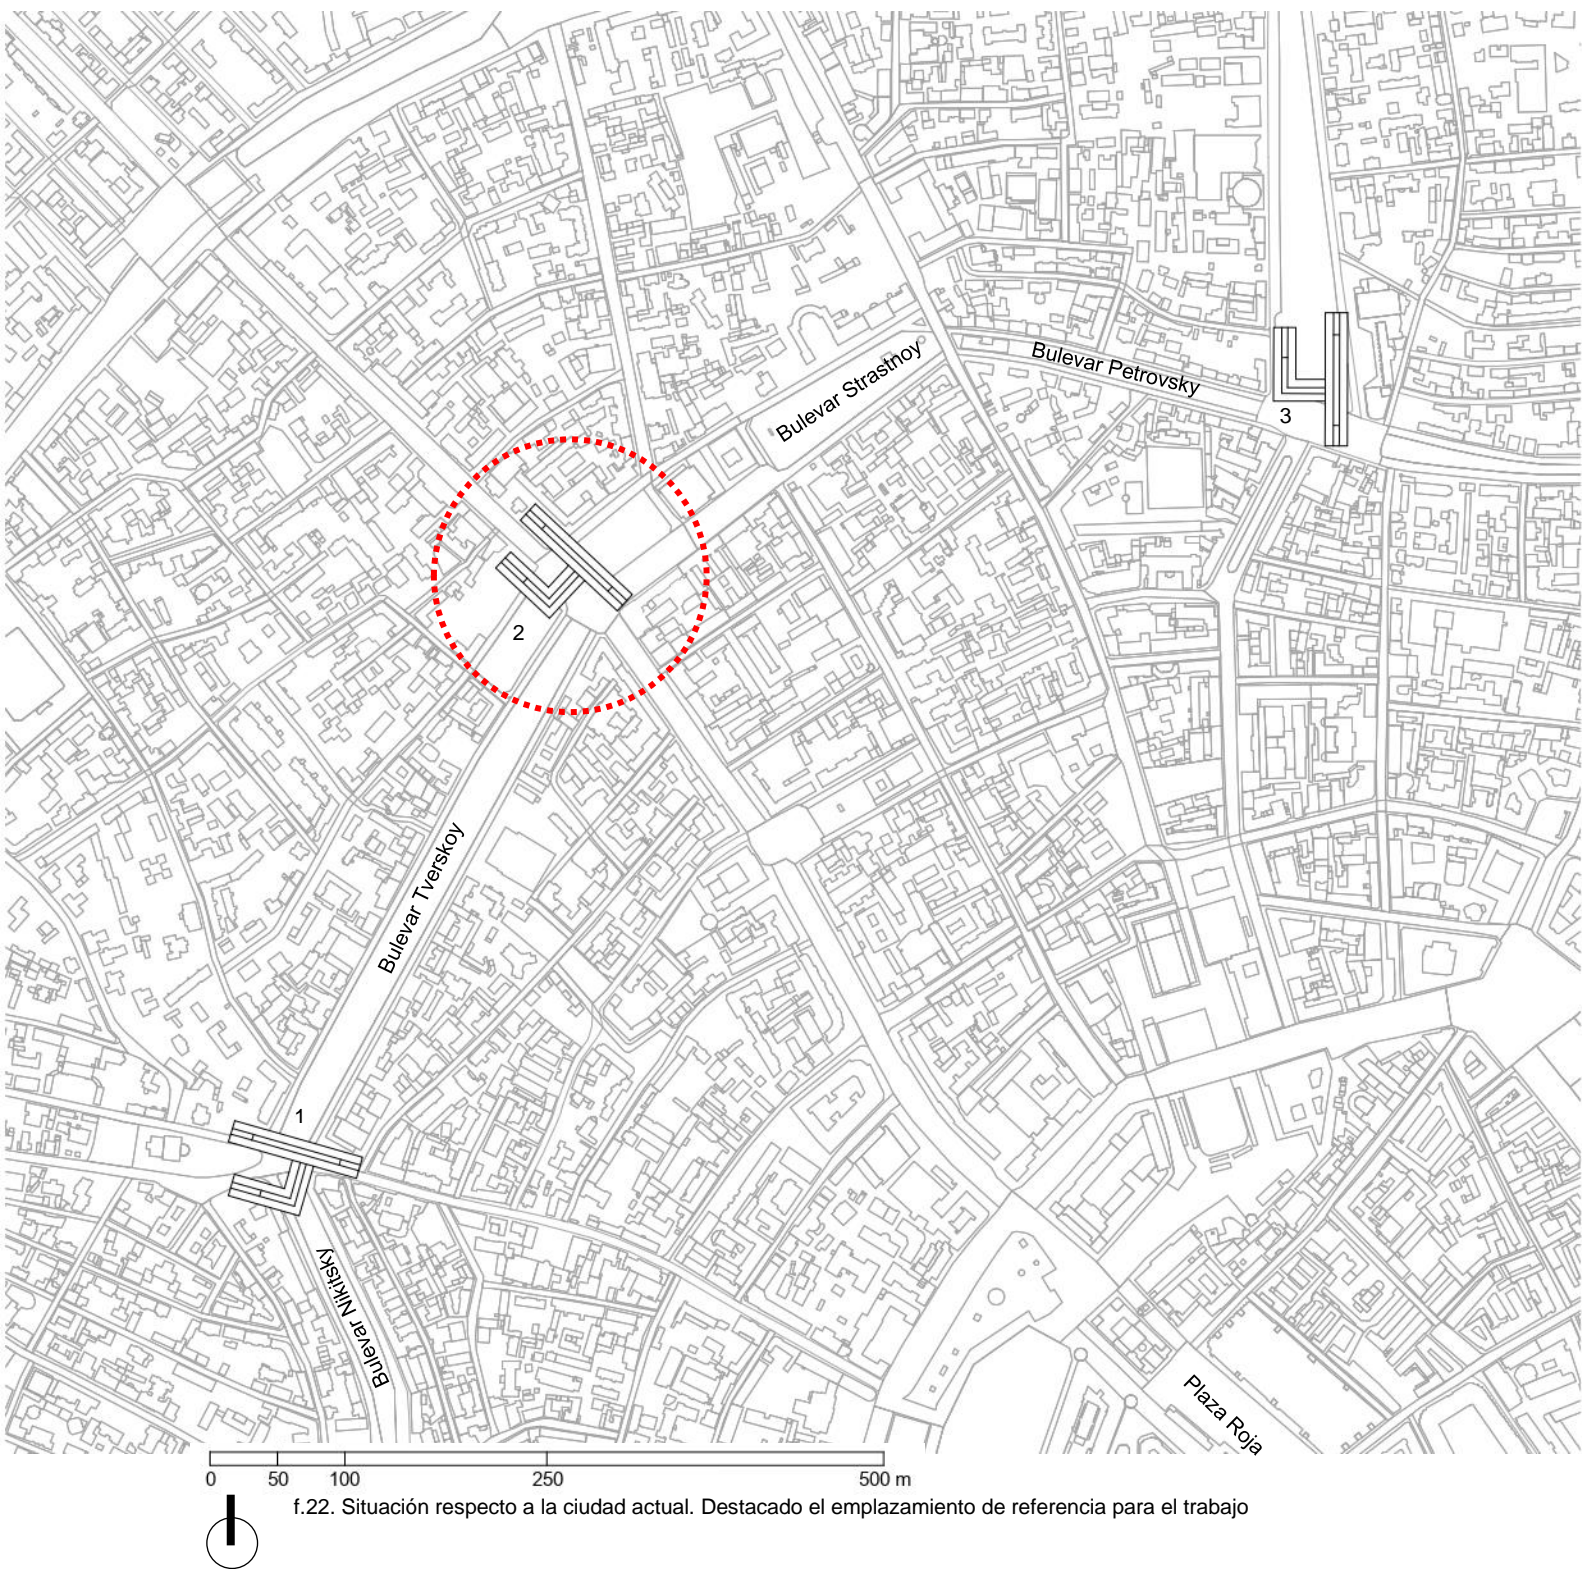 Bulevar Strastnoy
Bulevar Petrovsky
3
2
Bulevar Tverskoy
1
Bulevar Nikitsky
Plaza Roja
0 50 100 250 500 m
f.22. Situación respecto a la ciudad actual. Destacado el emplazamiento de referencia para el trabajo